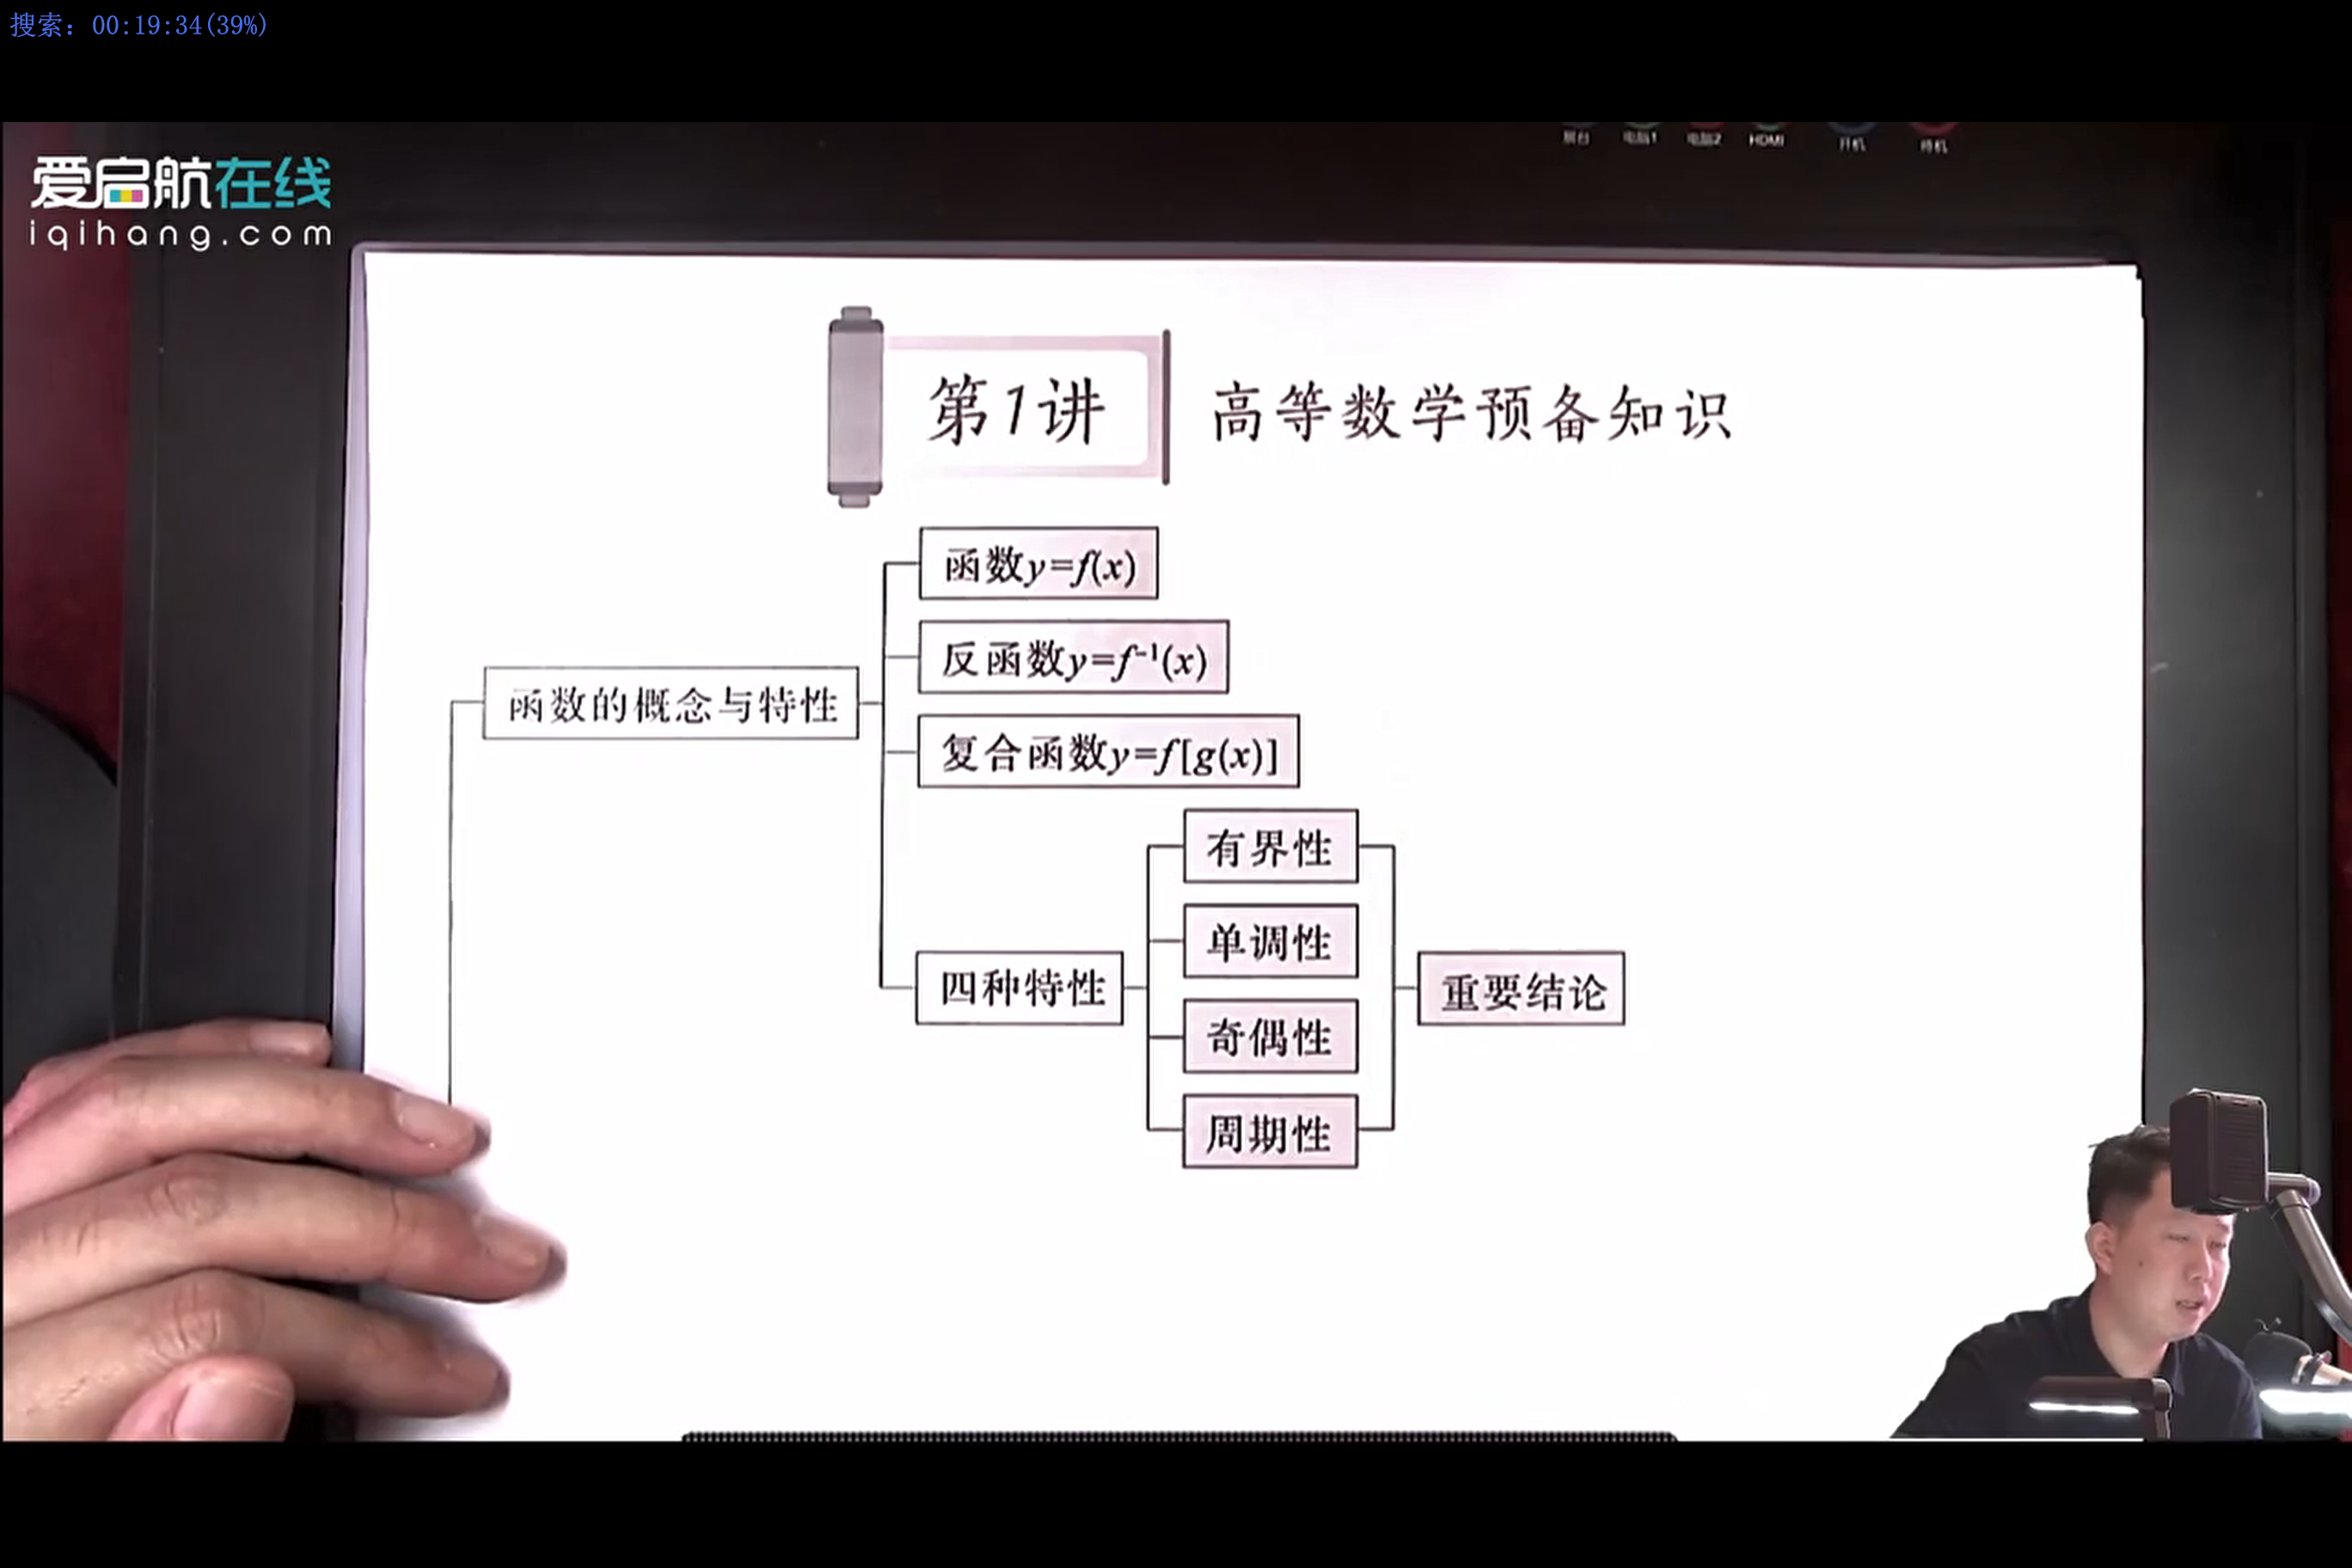 搜索: 00:19:34(39%)
展台 电脑1 电脑2 HDMI 开机 待机
爱启航在线
iqihang.com
第1讲 高等数学预备知识
函数y=f(x)
反函数y=f⁻¹(x)
函数的概念与特性
复合函数y=f[g(x)]
有界性
单调性
四种特性
重要结论
奇偶性
周期性